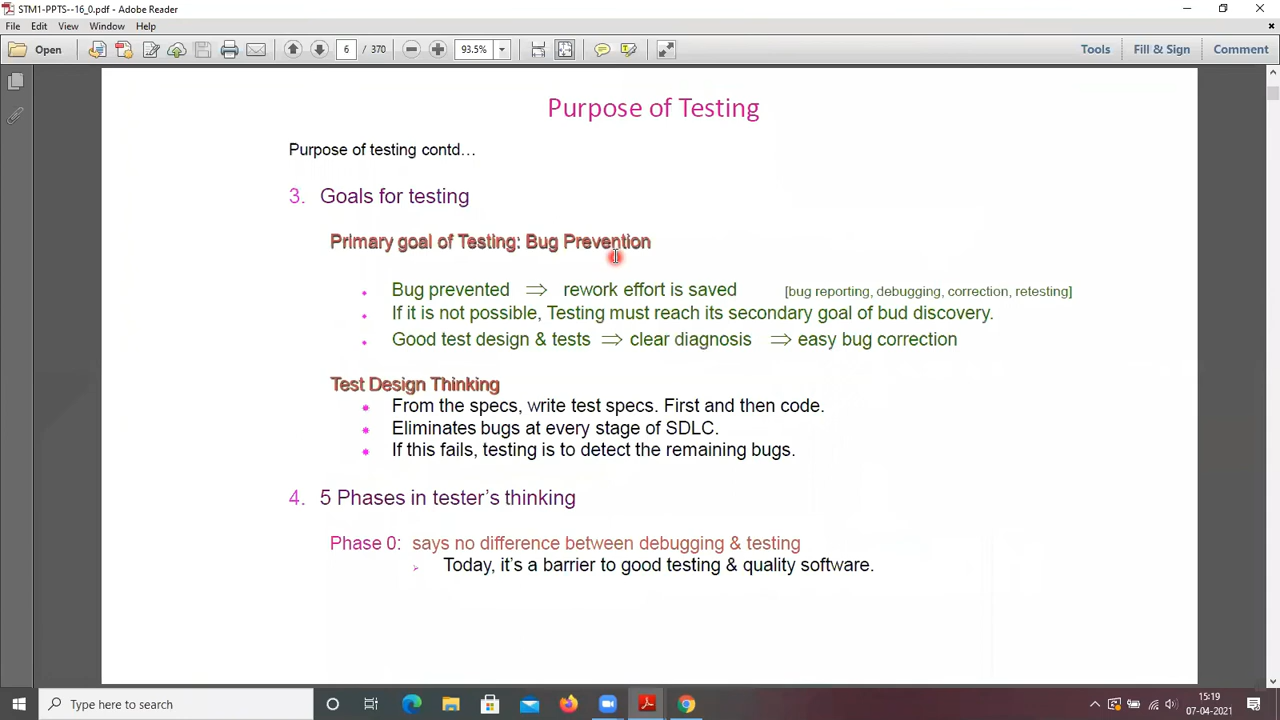 STM1-PPTS--16_0.pdf - Adobe Reader
File Edit View Window Help
Open 6 / 370 93.5% Tools Fill & Sign Comment
Purpose of Testing
Purpose of testing contd…
3. Goals for testing
Primary goal of Testing: Bug Prevention
Bug prevented ⇒ rework effort is saved [bug reporting, debugging, correction, retesting]
If it is not possible, Testing must reach its secondary goal of bud discovery.
Good test design & tests ⇒ clear diagnosis ⇒ easy bug correction
Test Design Thinking
From the specs, write test specs. First and then code.
Eliminates bugs at every stage of SDLC.
If this fails, testing is to detect the remaining bugs.
4. 5 Phases in tester's thinking
Phase 0: says no difference between debugging & testing
Today, it's a barrier to good testing & quality software.
Type here to search
15:19
07-04-2021